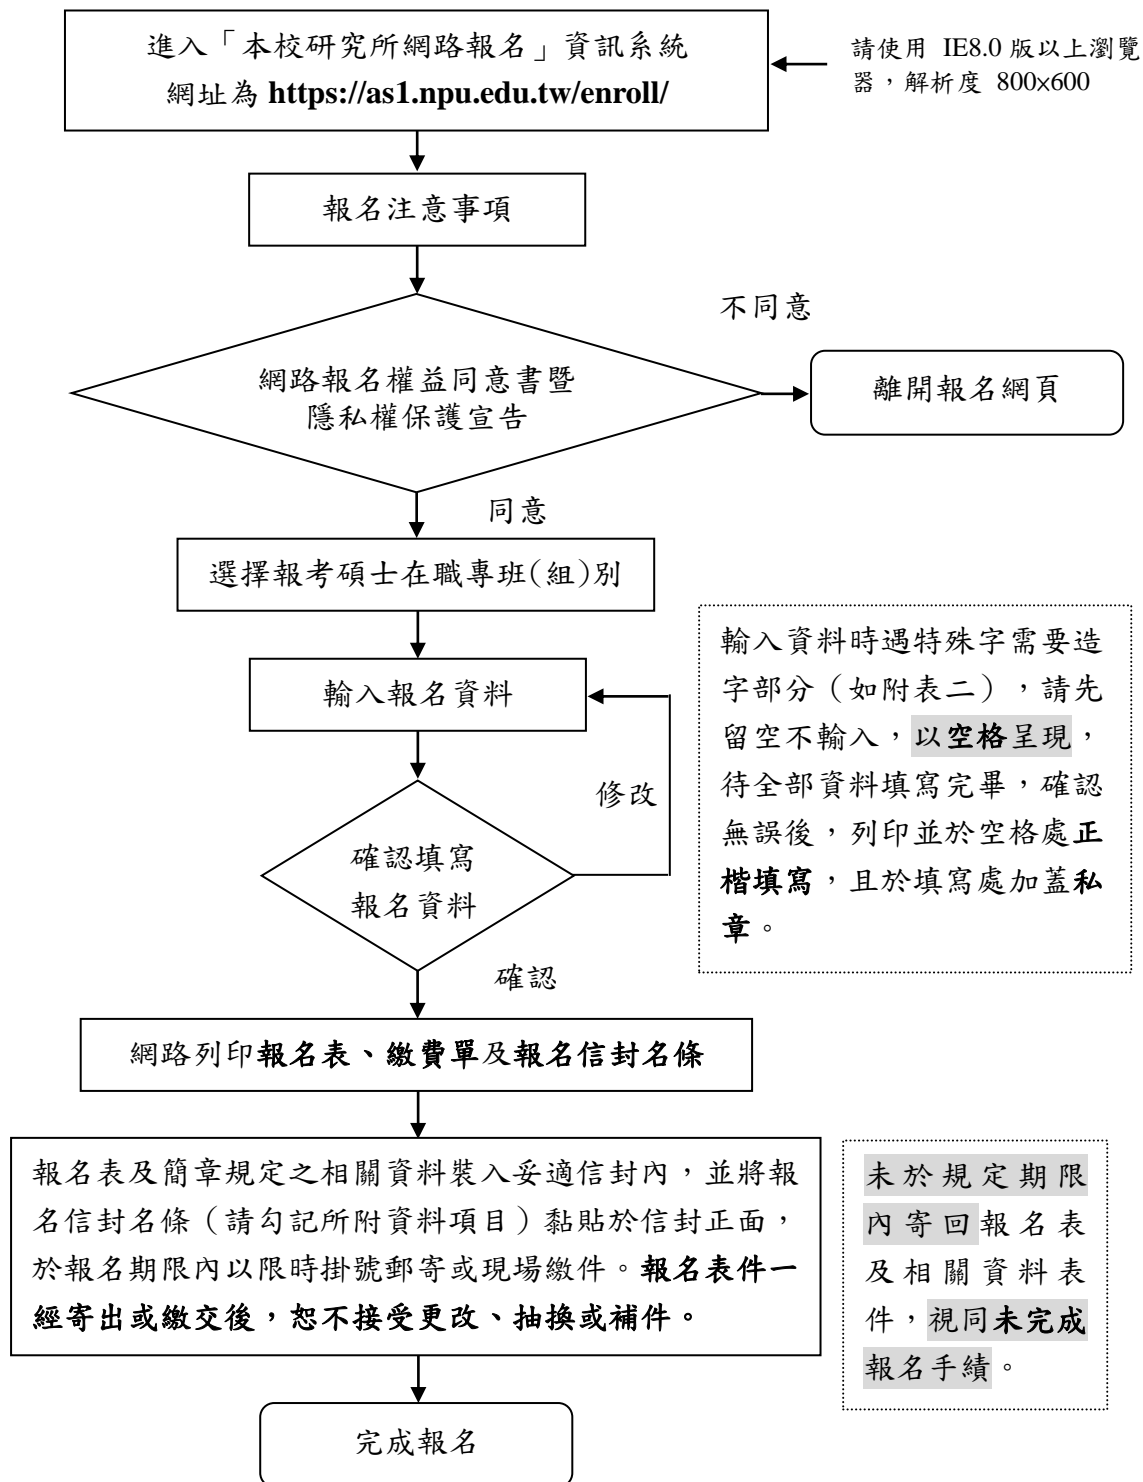 進入「本校研究所網路報名」資訊系統
網址為 https://as1.npu.edu.tw/enroll/
請使用 IE8.0 版以上瀏覽
器，解析度 800×600
報名注意事項
不同意
網路報名權益同意書暨
隱私權保護宣告
離開報名網頁
同意
選擇報考碩士在職專班(組)別
輸入報名資料
修改
輸入資料時遇特殊字需要造
字部分（如附表二），請先
留空不輸入，以空格呈現，
待全部資料填寫完畢，確認
無誤後，列印並於空格處正
楷填寫，且於填寫處加蓋私
章。
確認填寫
報名資料
確認
網路列印報名表、繳費單及報名信封名條
報名表及簡章規定之相關資料裝入妥適信封內，並將報
名信封名條（請勾記所附資料項目）黏貼於信封正面，
於報名期限內以限時掛號郵寄或現場繳件。報名表件一
經寄出或繳交後，恕不接受更改、抽換或補件。
未於規定期限
內寄回報名表
及相關資料表
件，視同未完成
報名手續。
完成報名